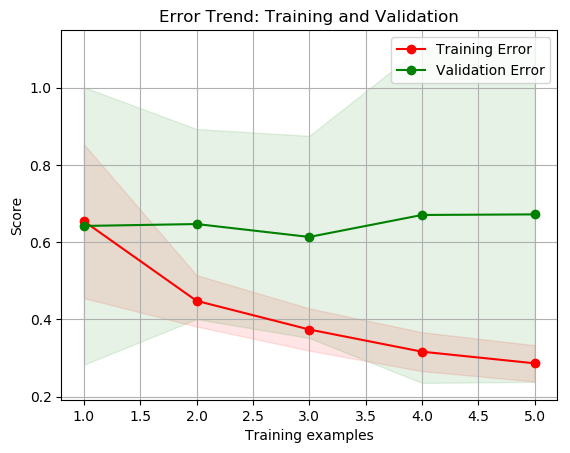 Error Trend: Training and Validation
Training Error
Validation Error
1.0
0.8
0.6
0.4
0.2
Score
1.0 1.5 2.0 2.5 3.0 3.5 4.0 4.5 5.0
Training examples